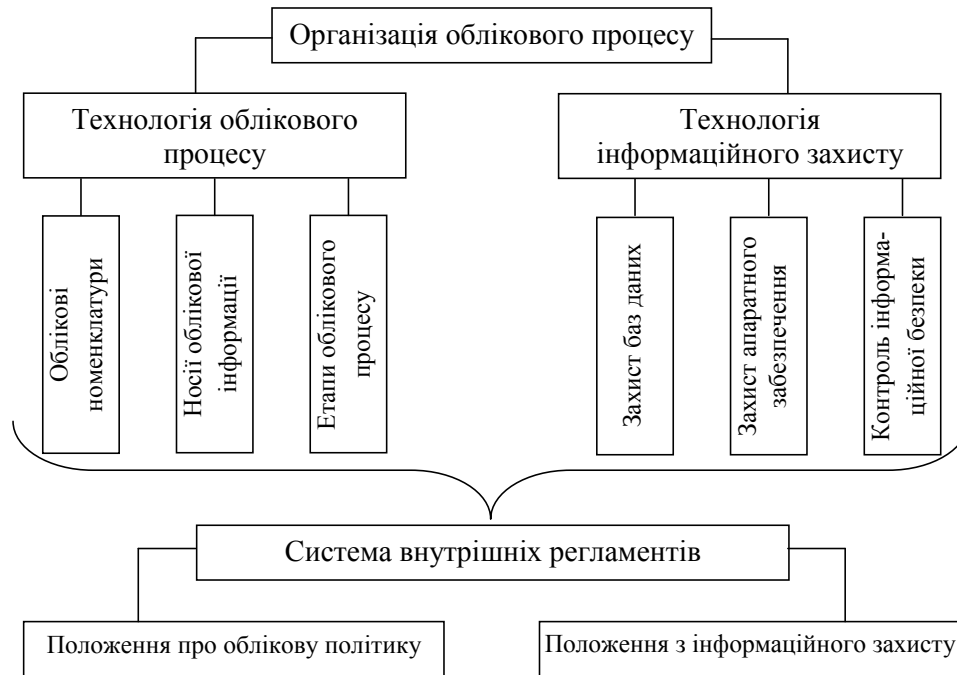 Організація облікового процесу
Технологія облікового
процесу
Технологія
інформаційного захисту
Облікові
номенклатури
Носії облікової
інформації
Етапи облікового
процесу
Захист баз даних
Захист апаратного
забезпечення
Контроль інформа-
ційної безпеки
Система внутрішніх регламентів
Положення про облікову політику
Положення з інформаційного захисту